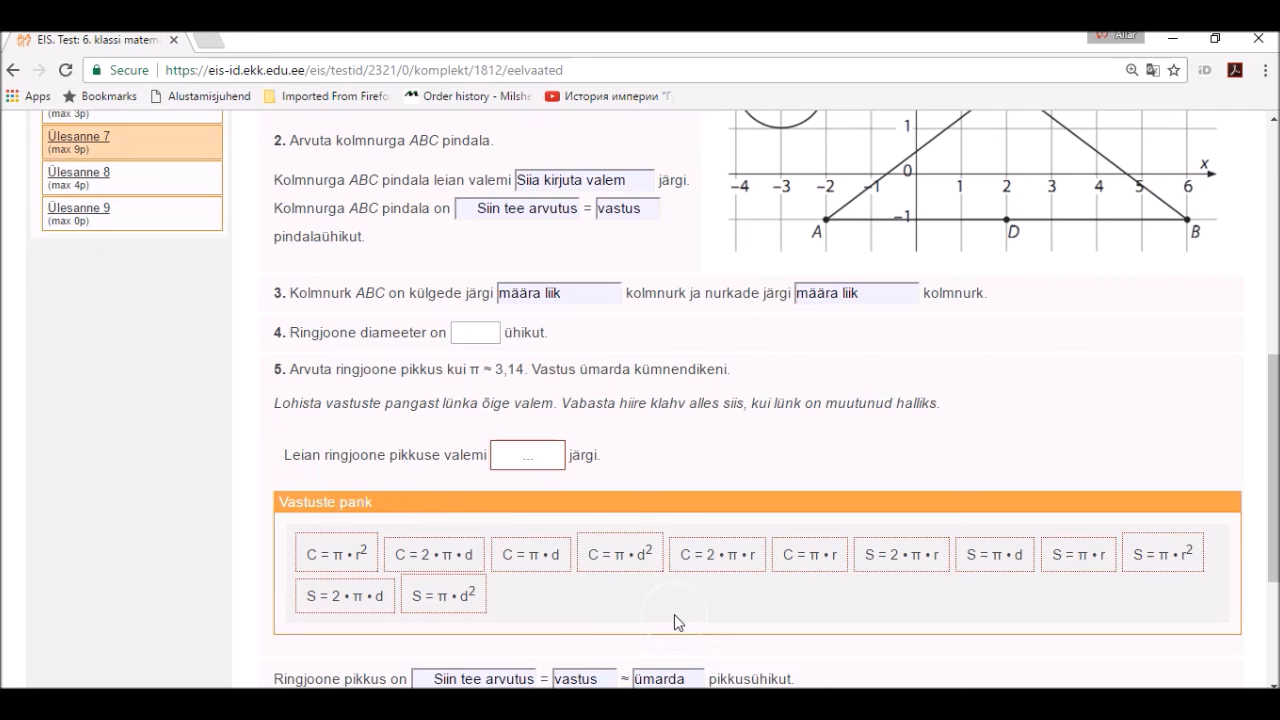 EIS. Test: 6. klassi matem
Allar
Secure
https://eis-id.ekk.edu.ee/eis/testid/2321/0/komplekt/1812/eelvaated
iD
Apps Bookmarks Alustamisjuhend Imported From Firefo Order history - Milshe История империи "Г
(max 3p)
Ülesanne 7
(max 9p)
Ülesanne 8
(max 4p)
Ülesanne 9
(max 0p)
2. Arvuta kolmnurga ABC pindala.
Kolmnurga ABC pindala leian valemi Siia kirjuta valem järgi.
Kolmnurga ABC pindala on Siin tee arvutus = vastus
pindalaühikut.
1
0 x
−4 −3 −2 −1 1 2 3 4 5 6
−1
A D B
3. Kolmnurk ABC on külgede järgi määra liik kolmnurk ja nurkade järgi määra liik kolmnurk.
4. Ringjoone diameeter on ühikut.
5. Arvuta ringjoone pikkus kui π ≈ 3,14. Vastus ümarda kümnendikeni.
Lohista vastuste pangast lünka õige valem. Vabasta hiire klahv alles siis, kui lünk on muutunud halliks.
Leian ringjoone pikkuse valemi ... järgi.
Vastuste pank
C = π • r² C = 2 • π • d C = π • d C = π • d² C = 2 • π • r C = π • r S = 2 • π • r S = π • d S = π • r S = π • r²
S = 2 • π • d S = π • d²
Ringjoone pikkus on Siin tee arvutus = vastus ≈ ümarda pikkusühikut.